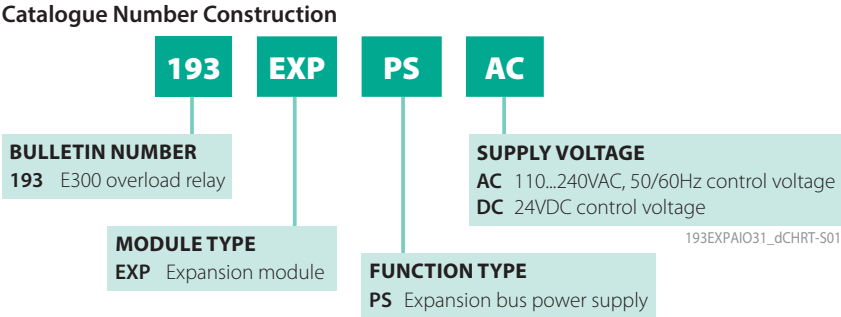 Catalogue Number Construction
193 EXP PS AC
BULLETIN NUMBER
193 E300 overload relay
SUPPLY VOLTAGE
AC 110...240VAC, 50/60Hz control voltage
DC 24VDC control voltage
193EXPAIO31_dCHRT-S01
MODULE TYPE
EXP Expansion module
FUNCTION TYPE
PS Expansion bus power supply